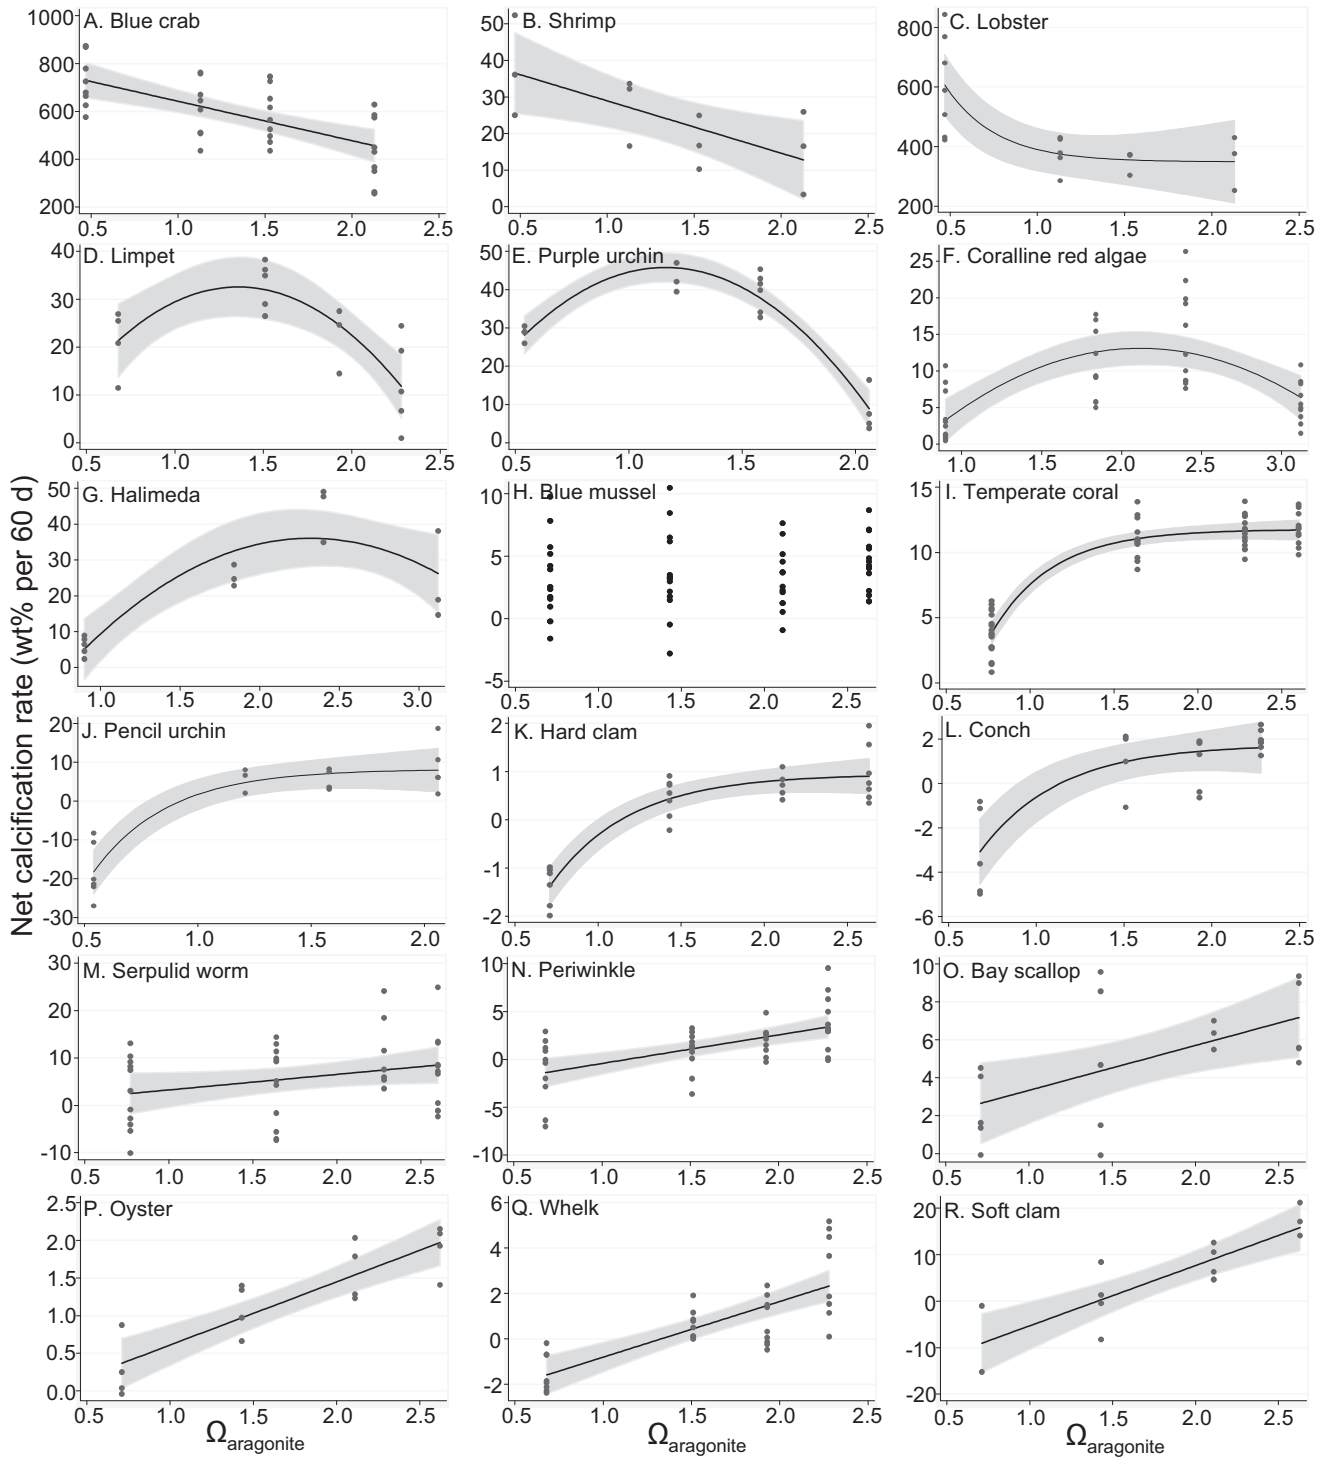 Net calcification rate (wt% per 60 d)
A. Blue crab
1000
800
600
400
200
0.5 1.0 1.5 2.0 2.5
B. Shrimp
50
40
30
20
10
0
0.5 1.0 1.5 2.0 2.5
C. Lobster
800
600
400
200
0.5 1.0 1.5 2.0 2.5
D. Limpet
40
30
20
10
0
0.5 1.0 1.5 2.0 2.5
E. Purple urchin
50
40
30
20
10
0
1.0 1.5 2.0
F. Coralline red algae
25
20
15
10
5
0
1.0 1.5 2.0 2.5 3.0
G. Halimeda
50
40
30
20
10
0
1.0 1.5 2.0 2.5 3.0
H. Blue mussel
10
5
0
-5
0.5 1.0 1.5 2.0 2.5
I. Temperate coral
15
10
5
0
0.5 1.0 1.5 2.0 2.5
J. Pencil urchin
20
10
0
-10
-20
-30
0.5 1.0 1.5 2.0
K. Hard clam
2
1
0
-1
-2
0.5 1.0 1.5 2.0 2.5
L. Conch
2
0
-2
-4
-6
0.5 1.0 1.5 2.0 2.5
M. Serpulid worm
30
20
10
0
-10
0.5 1.0 1.5 2.0 2.5
N. Periwinkle
10
5
0
-5
-10
0.5 1.0 1.5 2.0 2.5
O. Bay scallop
10
8
6
4
2
0
0.5 1.0 1.5 2.0 2.5
P. Oyster
2.5
2.0
1.5
1.0
0.5
0.0
0.5 1.0 1.5 2.0 2.5
Q. Whelk
6
4
2
0
-2
0.5 1.0 1.5 2.0 2.5
R. Soft clam
20
10
0
-10
-20
0.5 1.0 1.5 2.0 2.5
Ωaragonite
Ωaragonite
Ωaragonite